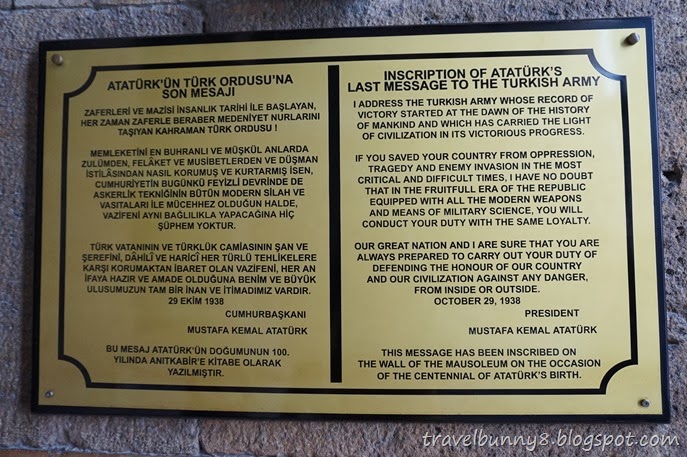 ATATÜRK'ÜN TÜRK ORDUSU'NA
SON MESAJI
ZAFERLERİ VE MAZİSİ İNSANLIK TARİHİ İLE BAŞLAYAN,
HER ZAMAN ZAFERLE BERABER MEDENİYET NURLARINI
TAŞIYAN KAHRAMAN TÜRK ORDUSU !
MEMLEKETİNİ EN BUHRANLI VE MÜŞKÜL ANLARDA
ZULÜMDEN, FELÂKET VE MUSİBETLERDEN VE DÜŞMAN
İSTİLÂSINDAN NASIL KORUMUŞ VE KURTARMIŞ İSEN,
CUMHURİYETİN BUGÜNKÜ FEYİZLİ DEVRİNDE DE
ASKERLİK TEKNİĞİNİN BÜTÜN MODERN SİLAH VE
VASITALARI İLE MÜCEHHEZ OLDUĞUN HALDE,
VAZİFENİ AYNI BAĞLILIKLA YAPACAĞINA HİÇ
ŞÜPHEM YOKTUR.
TÜRK VATANININ VE TÜRKLÜK CAMİASININ ŞAN VE
ŞEREFİNİ, DÂHİLÎ VE HARİCÎ HER TÜRLÜ TEHLİKELERE
KARŞI KORUMAKTAN İBARET OLAN VAZİFENİ, HER AN
İFAYA HAZIR VE AMADE OLDUĞUNA BENİM VE BÜYÜK
ULUSUMUZUN TAM BİR İNAN VE İTİMADIMIZ VARDIR.
29 EKİM 1938
CUMHURBAŞKANI
MUSTAFA KEMAL ATATÜRK
BU MESAJ ATATÜRK'ÜN DOĞUMUNUN 100.
YILINDA ANITKABİR'E KİTABE OLARAK
YAZILMIŞTIR.
INSCRIPTION OF ATATÜRK'S
LAST MESSAGE TO THE TURKISH ARMY
I ADDRESS THE TURKISH ARMY WHOSE RECORD OF
VICTORY STARTED AT THE DAWN OF THE HISTORY
OF MANKIND AND WHICH HAS CARRIED THE LIGHT
OF CIVILIZATION IN ITS VICTORIOUS PROGRESS.
IF YOU SAVED YOUR COUNTRY FROM OPPRESSION,
TRAGEDY AND ENEMY INVASION IN THE MOST
CRITICAL AND DIFFICULT TIMES, I HAVE NO DOUBT
THAT IN THE FRUITFULL ERA OF THE REPUBLIC
EQUIPPED WITH ALL THE MODERN WEAPONS
AND MEANS OF MILITARY SCIENCE, YOU WILL
CONDUCT YOUR DUTY WITH THE SAME LOYALTY.
OUR GREAT NATION AND I ARE SURE THAT YOU ARE
ALWAYS PREPARED TO CARRY OUT YOUR DUTY OF
DEFENDING THE HONOUR OF OUR COUNTRY
AND OUR CIVILIZATION AGAINST ANY DANGER,
FROM INSIDE OR OUTSIDE.
OCTOBER 29, 1938
PRESIDENT
MUSTAFA KEMAL ATATÜRK
THIS MESSAGE HAS BEEN INSCRIBED ON
THE WALL OF THE MAUSOLEUM ON THE OCCASION
OF THE CENTENNIAL OF ATATÜRK'S BIRTH.
travelbunny8.blogspot.com